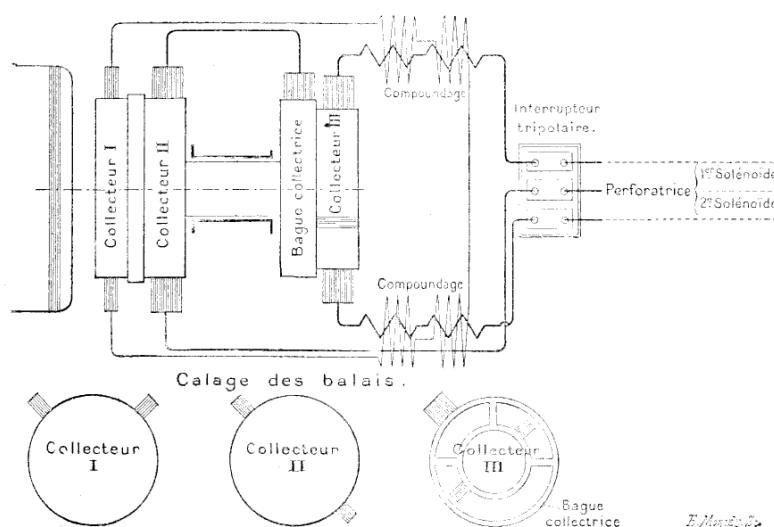 Compoundage
Interrupteur
tripolaire.
Collecteur I
Collecteur II
Bague collectrice
Collecteur III
Perforatrice
1er Solénoïde
2e Solénoïde
Compoundage
Calage des balais.
Collecteur
I
Collecteur
II
Collecteur
III
Bague
collectrice